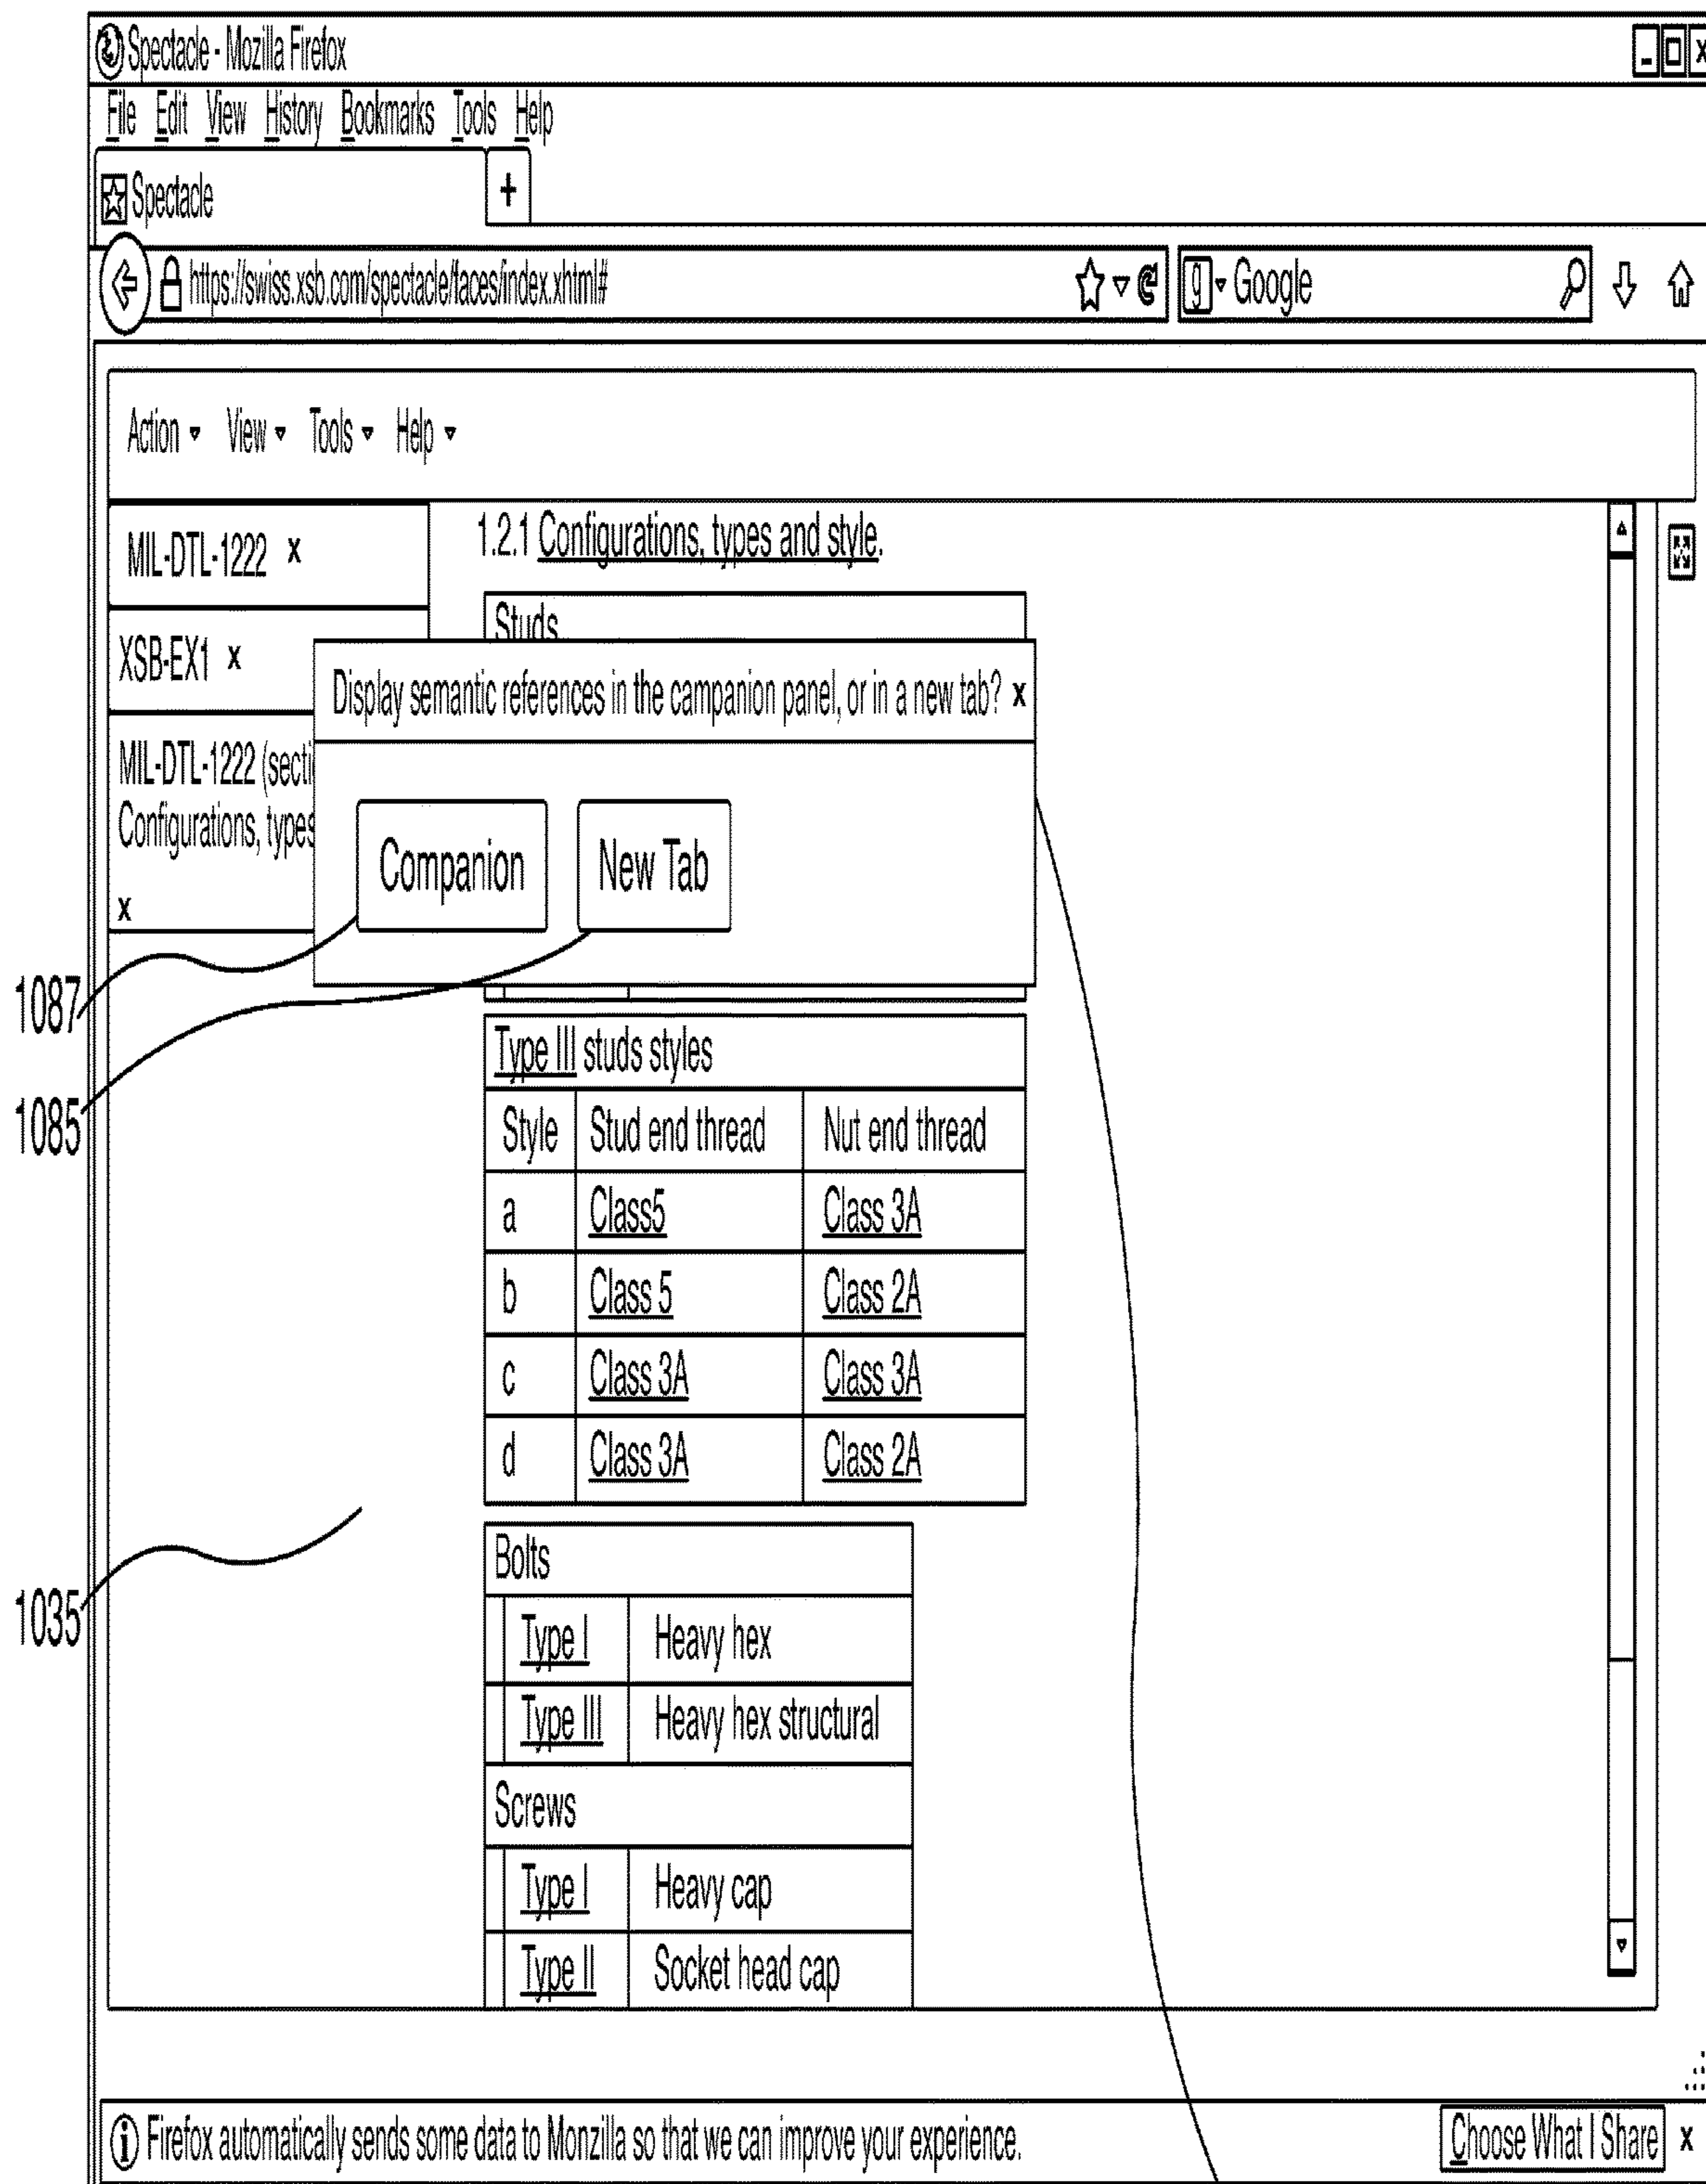 Spectacle - Mozilla Firefox
File Edit View History Bookmarks Tools Help
Spectacle +
https://swiss.xsb.com/spectacle/faces/index.xhtml#
g Google
Action View Tools Help
MIL-DTL-1222 x
XSB-EX1 x
MIL-DTL-1222 (secti
Configurations, types
x
1.2.1 Configurations, types and style.
Studs
Display semantic references in the campanion panel, or in a new tab? x
Companion New Tab
1087
1085
Type III studs styles
Style Stud end thread Nut end thread
a Class5 Class 3A
b Class 5 Class 2A
c Class 3A Class 3A
d Class 3A Class 2A
1035
Bolts
Type I Heavy hex
Type III Heavy hex structural
Screws
Type I Heavy cap
Type II Socket head cap
Firefox automatically sends some data to Monzilla so that we can improve your experience.
Choose What I Share x